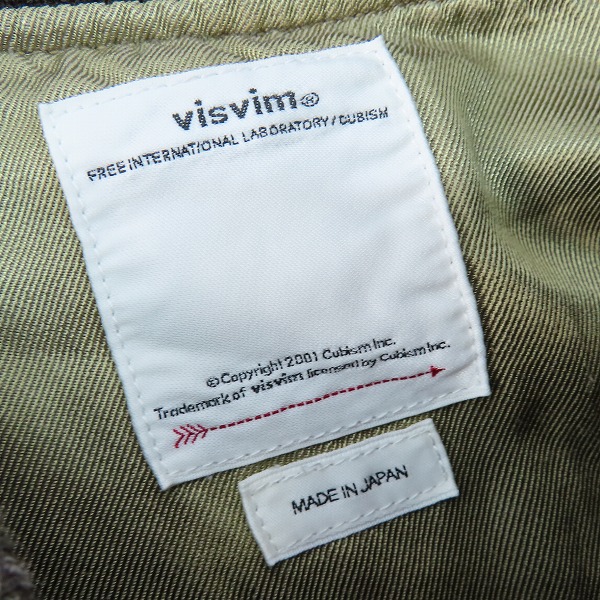 visvim®
FREE INTERNATIONAL LABORATORY/CUBISM
©Copyright 2001 Cubism Inc.
Trademark of visvim licensed by Cubism Inc.
MADE IN JAPAN